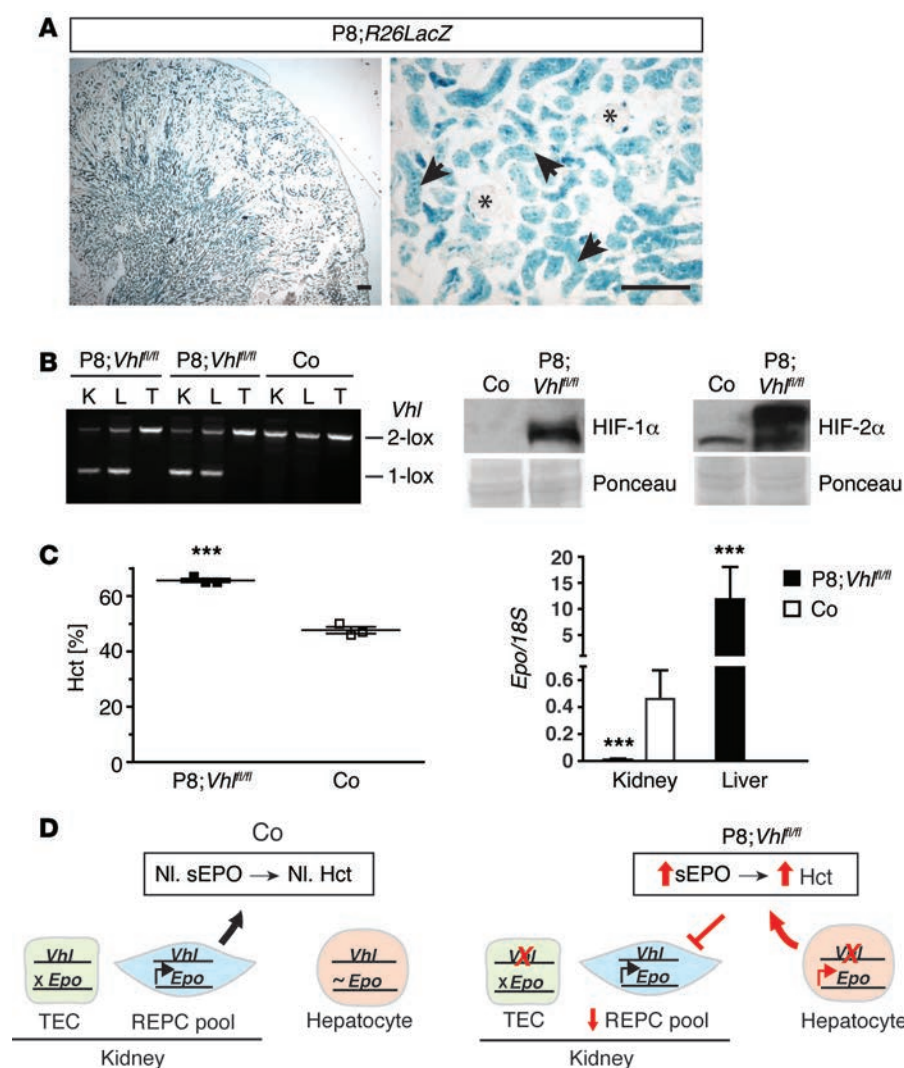 A
P8;R26LacZ
*
*
B
P8;Vhlfl/fl P8;Vhlfl/fl Co
K L T K L T K L T
Vhl
2-lox
1-lox
Co P8;Vhlfl/fl
HIF-1α
Ponceau
Co P8;Vhlfl/fl
HIF-2α
Ponceau
C
***
Hct [%]
60
40
20
0
P8;Vhlfl/fl Co
Epo/18S
20
15
10
5
0.6
0.4
0.2
0
***
***
Kidney Liver
P8;Vhlfl/fl
Co
D
Co
Nl. sEPO → Nl. Hct
Vhl
x Epo
TEC
Vhl
Epo
REPC pool
Kidney
Vhl
~ Epo
Hepatocyte
P8;Vhlfl/fl
↑sEPO → ↑ Hct
Vhl
x Epo
TEC
Vhl
Epo
↓ REPC pool
Kidney
Vhl
Epo
Hepatocyte